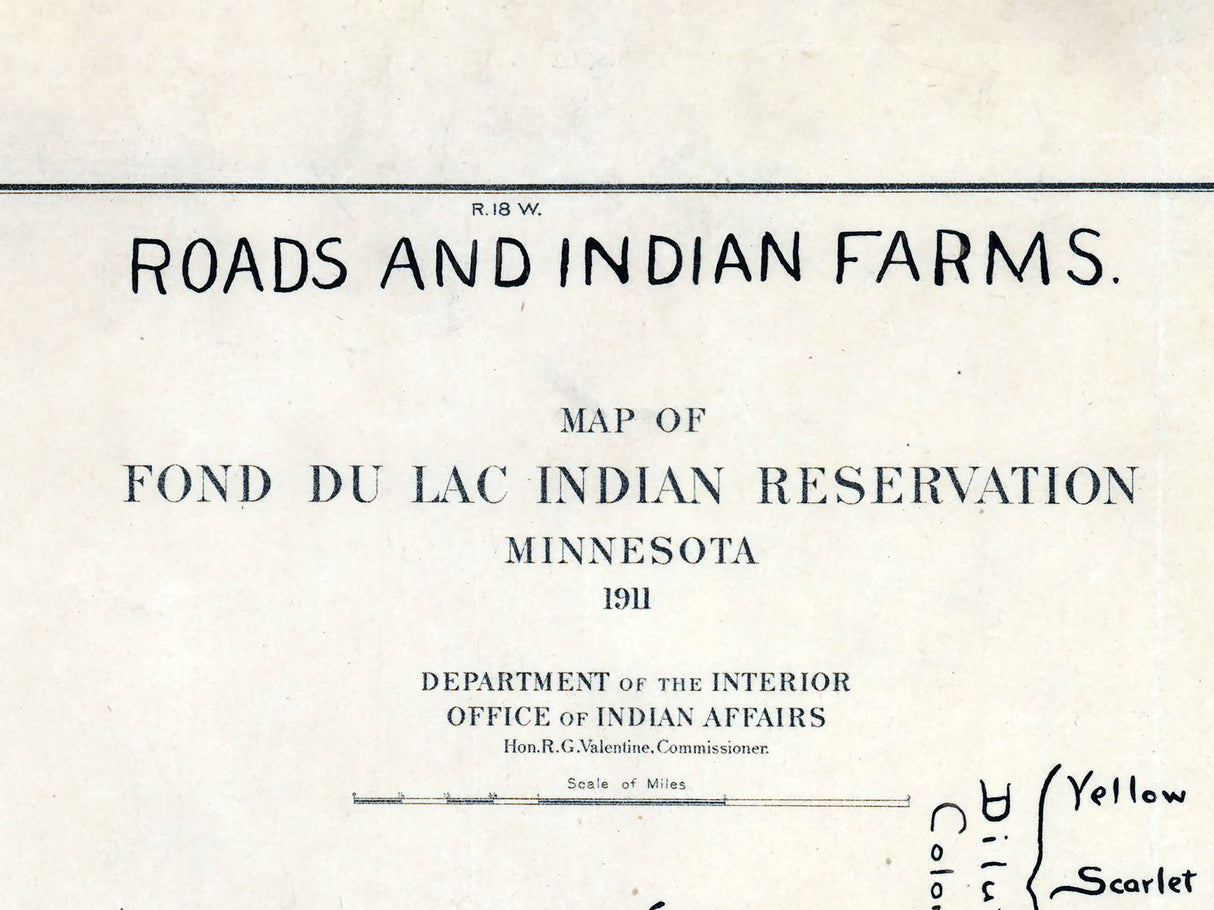 R. 18 W.
ROADS AND INDIAN FARMS.
MAP OF
FOND DU LAC INDIAN RESERVATION
MINNESOTA
1911
DEPARTMENT OF THE INTERIOR
OFFICE OF INDIAN AFFAIRS
Hon. R. G. Valentine, Commissioner.
Scale of Miles
Yellow
Scarlet